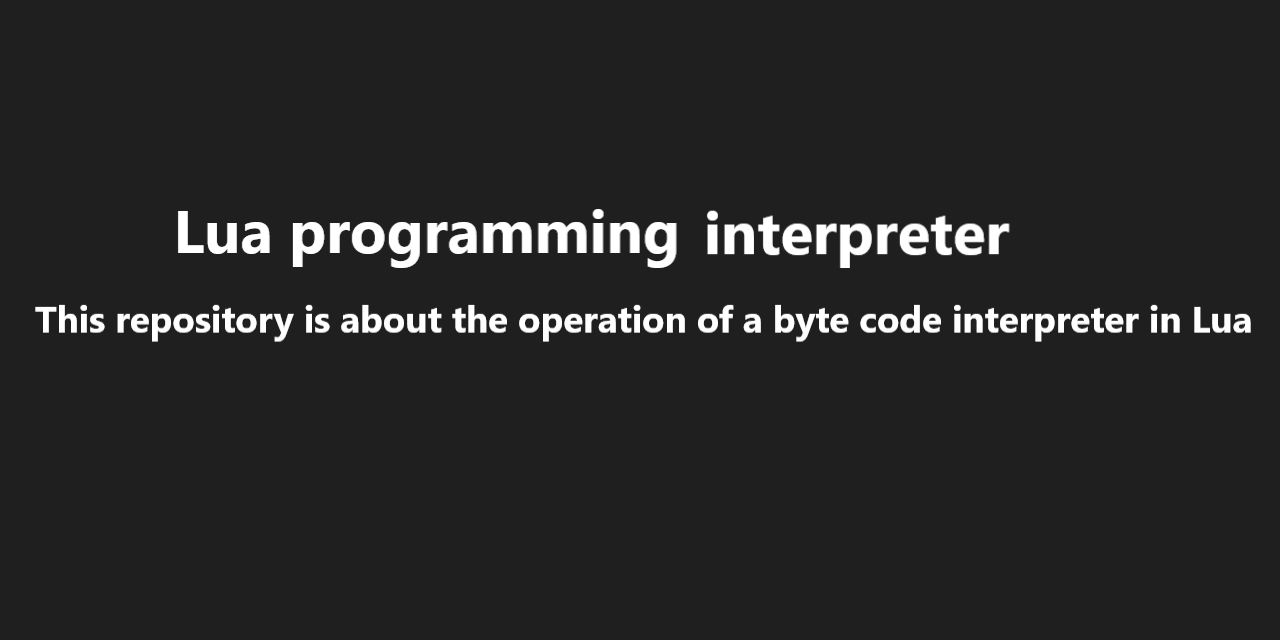 Lua programming interpreter
This repository is about the operation of a byte code interpreter in Lua